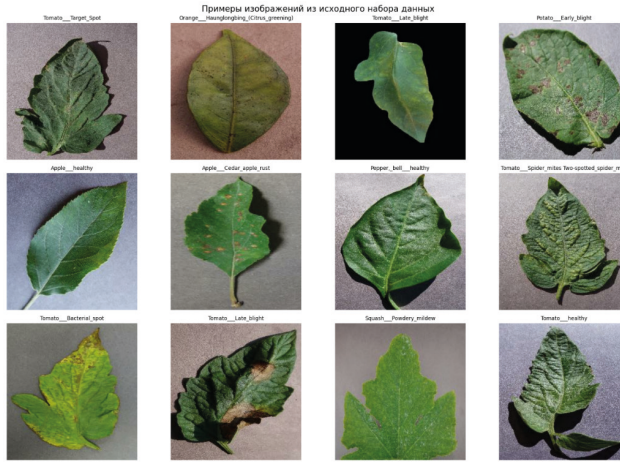 Примеры изображений из исходного набора данных
Tomato___Target_Spot
Orange___Haunglongbing_(Citrus_greening)
Tomato___Late_blight
Potato___Early_blight
Apple___healthy
Apple___Cedar_apple_rust
Pepper,_bell___healthy
Tomato___Spider_mites Two-spotted_spider_m
Tomato___Bacterial_spot
Tomato___Late_blight
Squash___Powdery_mildew
Tomato___healthy